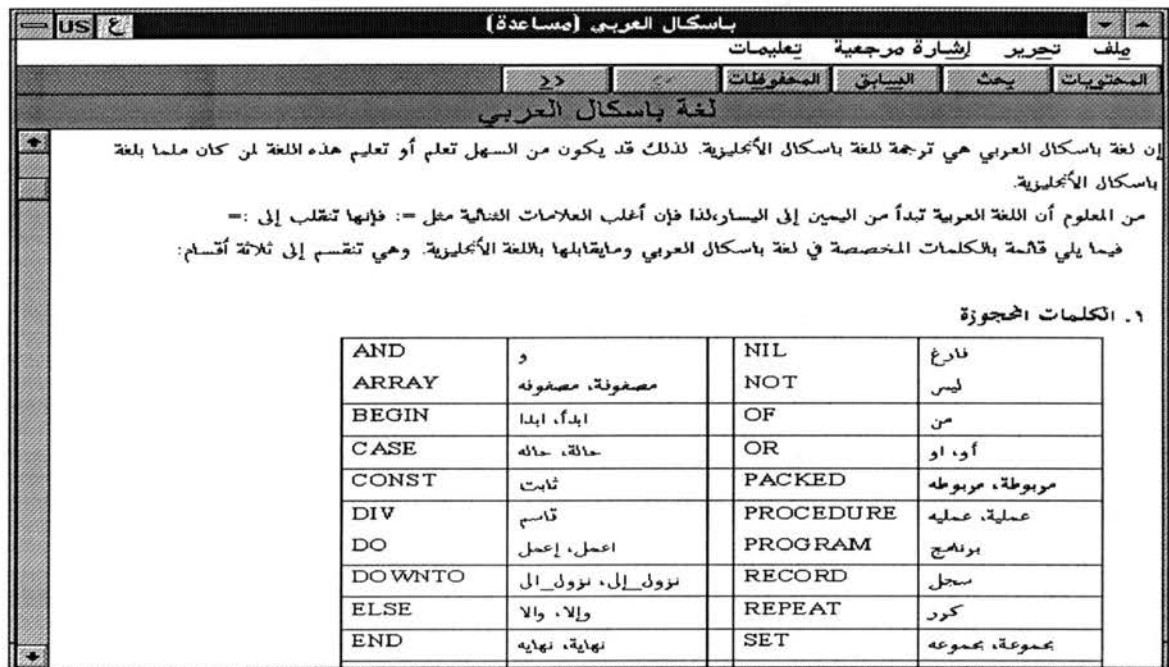 باسكال العربي (مساعدة) ع US
ملف تحرير إشارة مرجعية تعليمات
المحتويات بحث السابق المحفوظات >> <<
لغة باسكال العربي
إن لغة باسكال العربي هي ترجمة للغة باسكال الأنجليزية. لذلك قد يكون من السهل تعلم أو تعليم هذه اللغة لمن كان ملما بلغة
باسكال الأنجليزية.
من المعلوم أن اللغة العربية تبدأ من اليمين إلى اليسار،لذا فإن أغلب العلامات الثنائية مثل =: فإنها تنقلب إلى :=
فيما يلي قائمة بالكلمات المخصصة في لغة باسكال العربي ومايقابلها باللغة الأنجليزية. وهي تنقسم إلى ثلاثة أقسام:
١. الكلمات المحجوزة
AND و NIL فارغ
ARRAY مصفوفة، مصفوفه NOT ليس
BEGIN ابدأ، ابدا OF من
CASE حالة، حاله OR أو، او
CONST ثابت PACKED مربوطة، مربوطه
DIV قاسم PROCEDURE عملية، عمليه
DO اعمل، إعمل PROGRAM برنامج
DOWNTO نزول_إلى، نزول_الى RECORD سجل
ELSE وإلا، والا REPEAT كرر
END نهاية، نهايه SET مجموعة، مجموعه